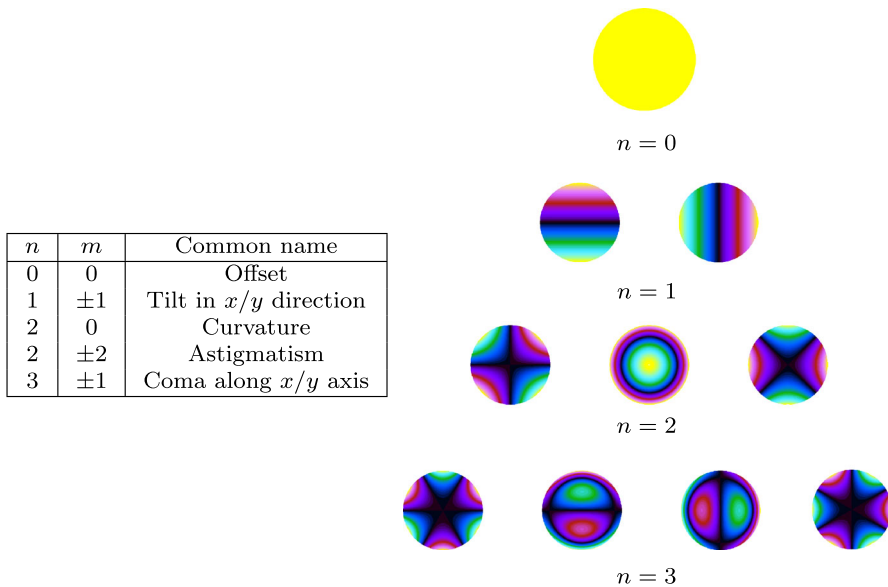 n m Common name
0 0 Offset
1 ±1 Tilt in x/y direction
2 0 Curvature
2 ±2 Astigmatism
3 ±1 Coma along x/y axis
n = 0
n = 1
n = 2
n = 3